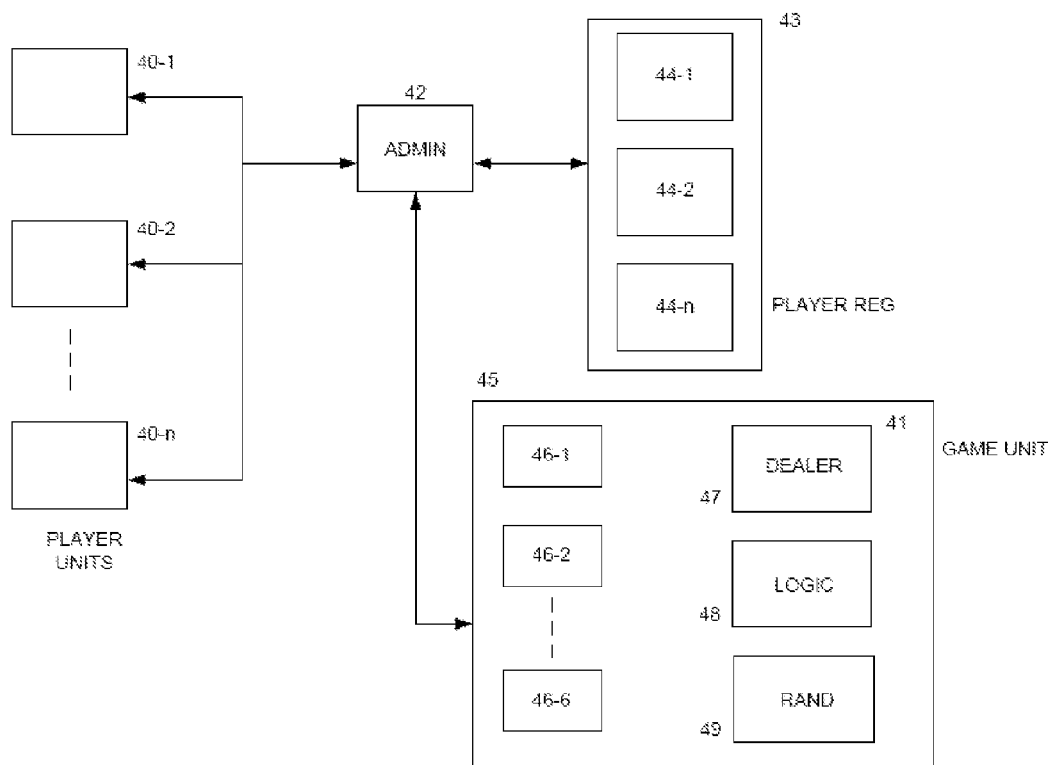 40-1
40-2
40-n
PLAYER
UNITS
42
ADMIN
43
44-1
44-2
44-n
PLAYER REG
45
41
GAME UNIT
46-1
46-2
46-6
DEALER
47
LOGIC
48
RAND
49